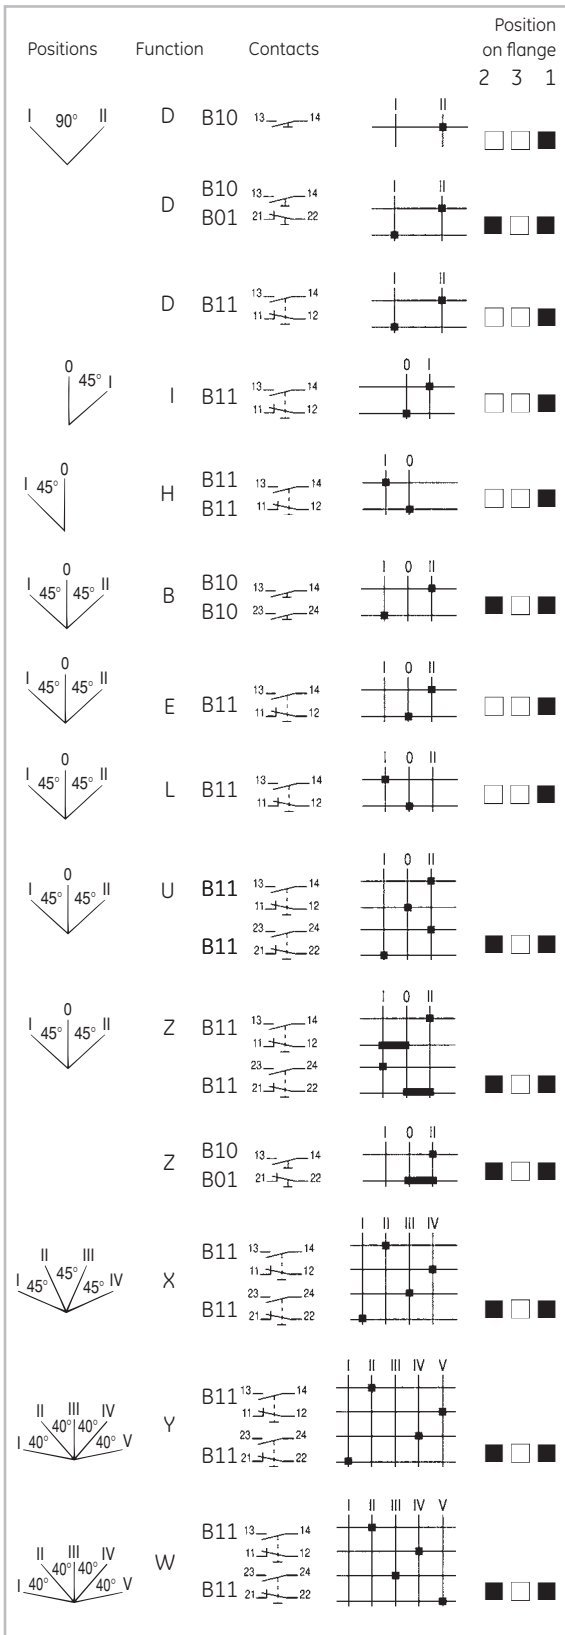 Position
Positions Function Contacts on flange
2 3 1
I 90° II D B10 13 14 I II
D B10 13 14 I II
B01 21 22
D B11 13 14 I II
11 12
0 45° I I B11 13 14 0 I
11 12
I 45° 0 H B11 13 14 I 0
B11 11 12
I 45° 0 45° II B B10 13 14 I 0 II
B10 23 24
I 45° 0 45° II E B11 13 14 I 0 II
11 12
I 45° 0 45° II L B11 13 14 I 0 II
11 12
I 45° 0 45° II U B11 13 14 I 0 II
11 12
23 24
B11 21 22
I 45° 0 45° II Z B11 13 14 I 0 II
11 12
23 24
B11 21 22
Z B10 13 14 I 0 II
B01 21 22
I 45° II 45° III 45° IV X B11 13 14 I II III IV
11 12
23 24
B11 21 22
I 40° II 40° III 40° IV 40° V Y B11 13 14 I II III IV V
11 12
23 24
B11 21 22
I 40° II 40° III 40° IV 40° V W B11 13 14 I II III IV V
11 12
23 24
B11 21 22